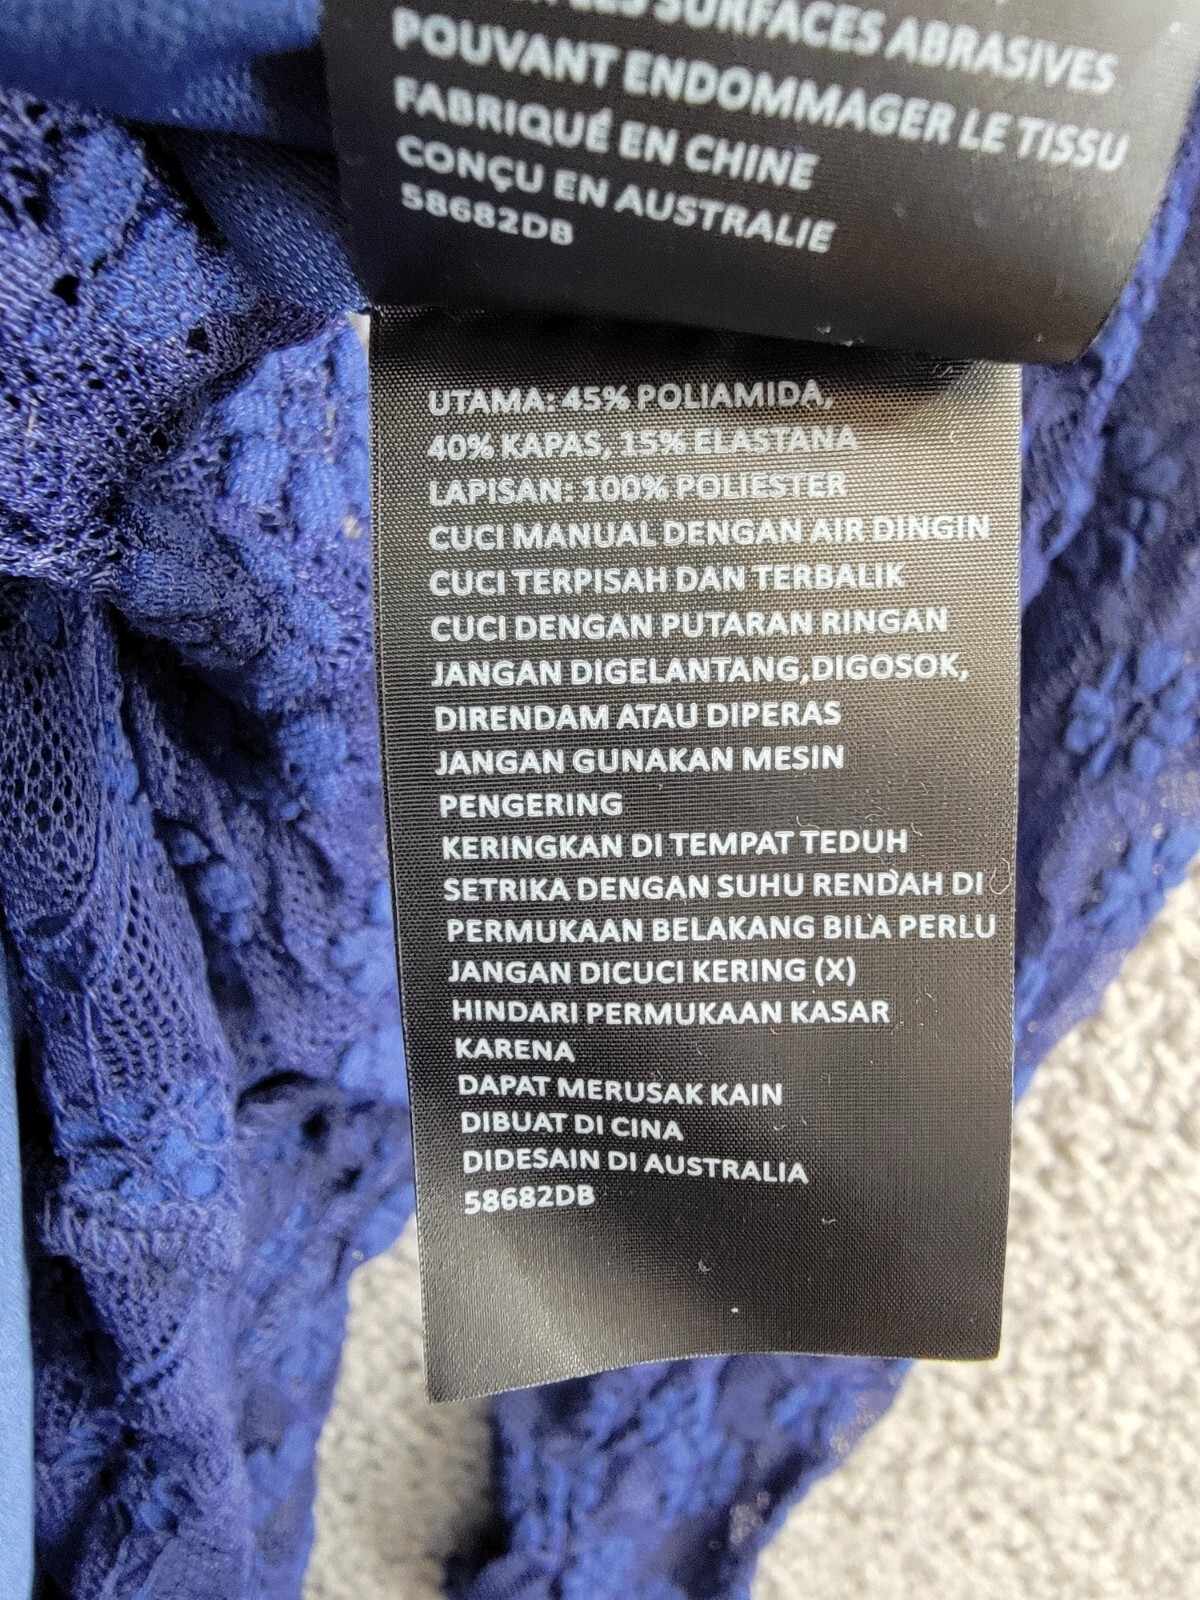 LES SURFACES ABRASIVES
POUVANT ENDOMMAGER LE TISSU
FABRIQUÉ EN CHINE
CONÇU EN AUSTRALIE
58682DB
UTAMA: 45% POLIAMIDA,
40% KAPAS, 15% ELASTANA
LAPISAN: 100% POLIESTER
CUCI MANUAL DENGAN AIR DINGIN
CUCI TERPISAH DAN TERBALIK
CUCI DENGAN PUTARAN RINGAN
JANGAN DIGELANTANG,DIGOSOK,
DIRENDAM ATAU DIPERAS
JANGAN GUNAKAN MESIN
PENGERING
KERINGKAN DI TEMPAT TEDUH
SETRIKA DENGAN SUHU RENDAH DI
PERMUKAAN BELAKANG BILA PERLU
JANGAN DICUCI KERING (X)
HINDARI PERMUKAAN KASAR
KARENA
DAPAT MERUSAK KAIN
DIBUAT DI CINA
DIDESAIN DI AUSTRALIA
58682DB